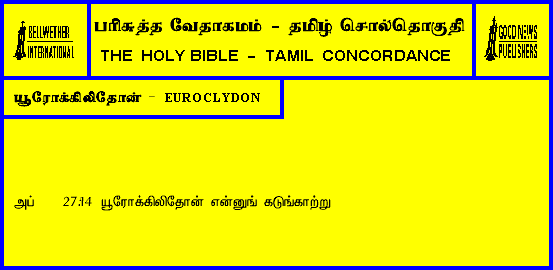 BELLWETHER
INTERNATIONAL
பரிசுத்த வேதாகமம் - தமிழ் சொல்தொகுதி
THE HOLY BIBLE - TAMIL CONCORDANCE
GOOD NEWS
PUBLISHERS
யூரோக்கிலிதோன் - EUROCLYDON
அப் 27:14 யூரோக்கிலிதோன் என்னுங் கடுங்காற்று